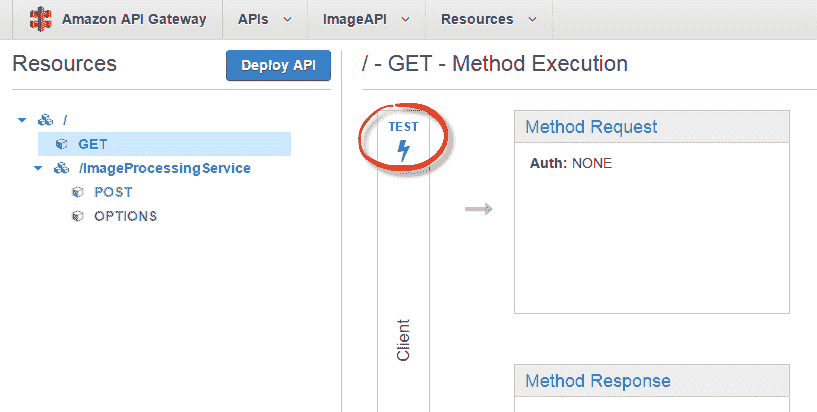 Amazon API Gateway APIs ImageAPI Resources
Resources
Deploy API
/ - GET - Method Execution
/
GET
/ImageProcessingService
POST
OPTIONS
TEST
Client
Method Request
Auth: NONE
Method Response